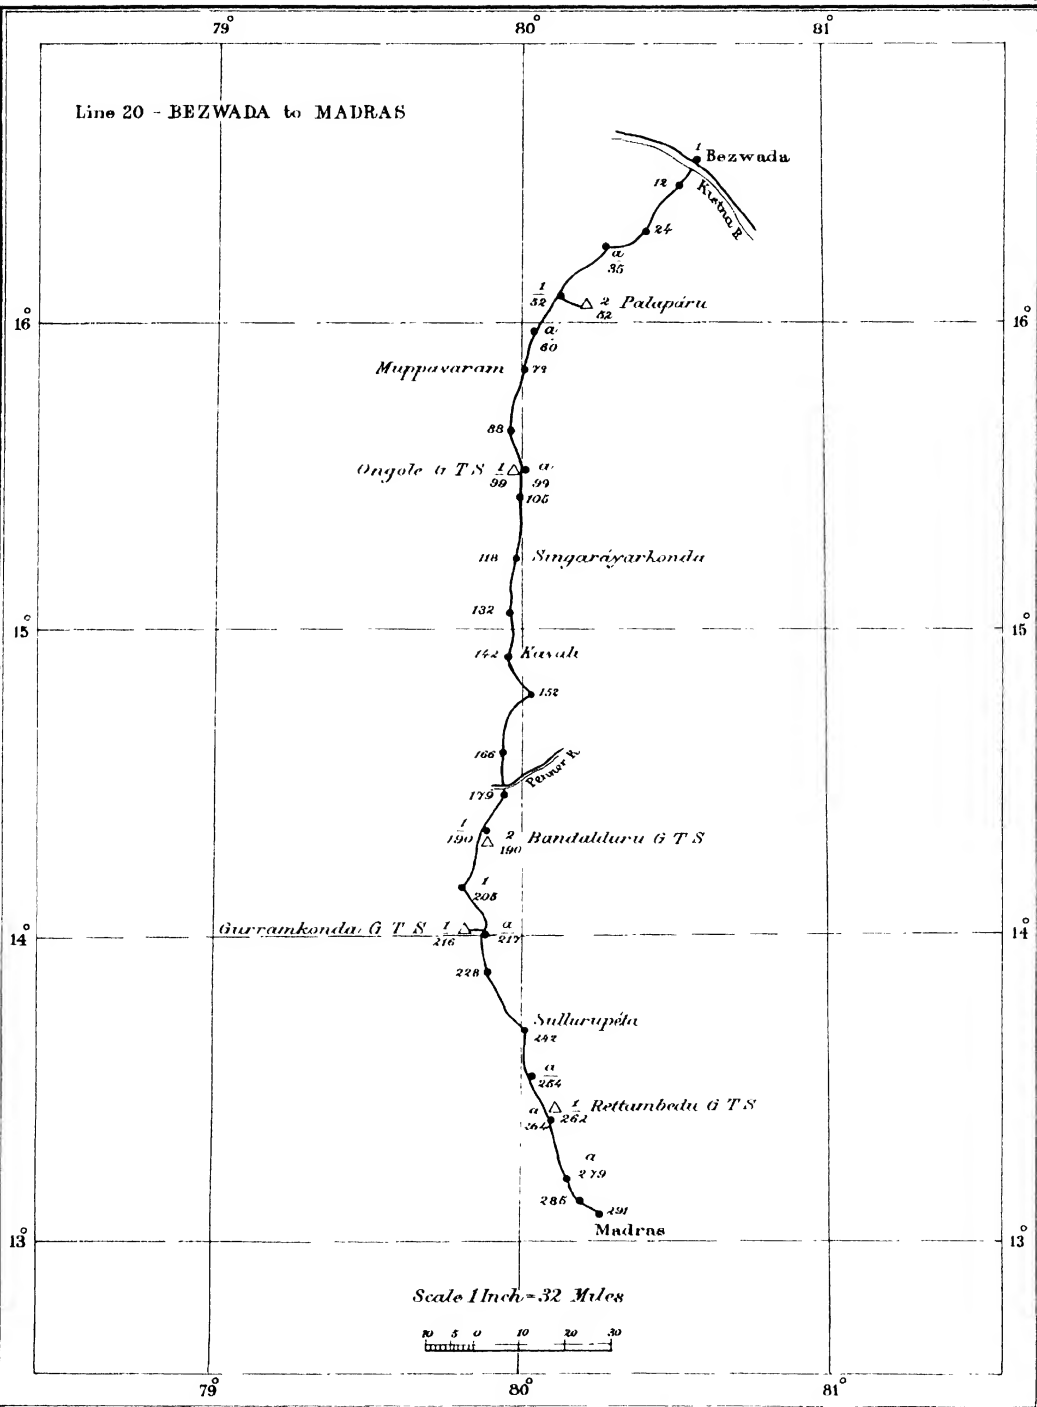 79° 80° 81°
Line 20 - BEZWADA to MADRAS
1 Bezwada
12
Kistna R
24
a
35
1
52
2 Palapáru
52
16° 16°
a
60
Muppavaram 73
88
Ongole G T S 1 a
99 99
105
118 Singaráyarkonda
132
15° 15°
142 Kavali
152
166
Penner R
179
1
190
2 Bandalduru G T S
190
1
205
Gurramkonda G T S 1 a
216 217
14° 14°
228
Sullurupéta
242
a
254
1 Rettambedu G T S
262
a
264
a
279
285
291
Madras
13° 13°
Scale 1 Inch = 32 Miles
10 5 0 10 20 30
79° 80° 81°